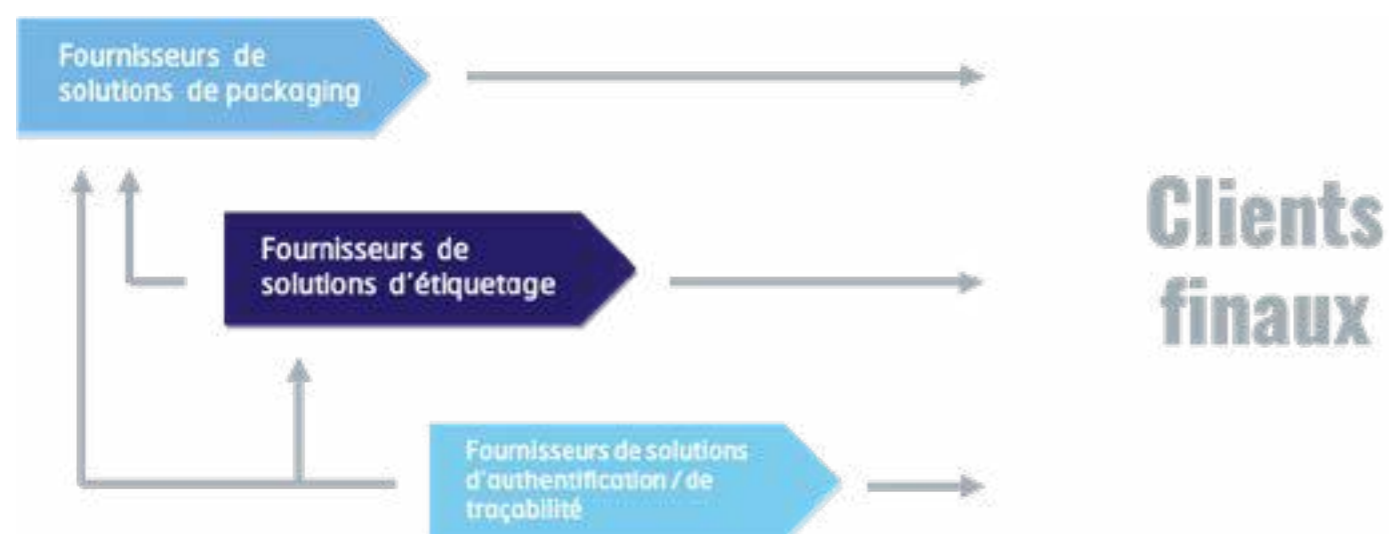 Fournisseurs de
solutions de packaging
Fournisseurs de
solutions d'étiquetage
Clients
finaux
Fournisseurs de solutions
d'authentification / de
traçabilité